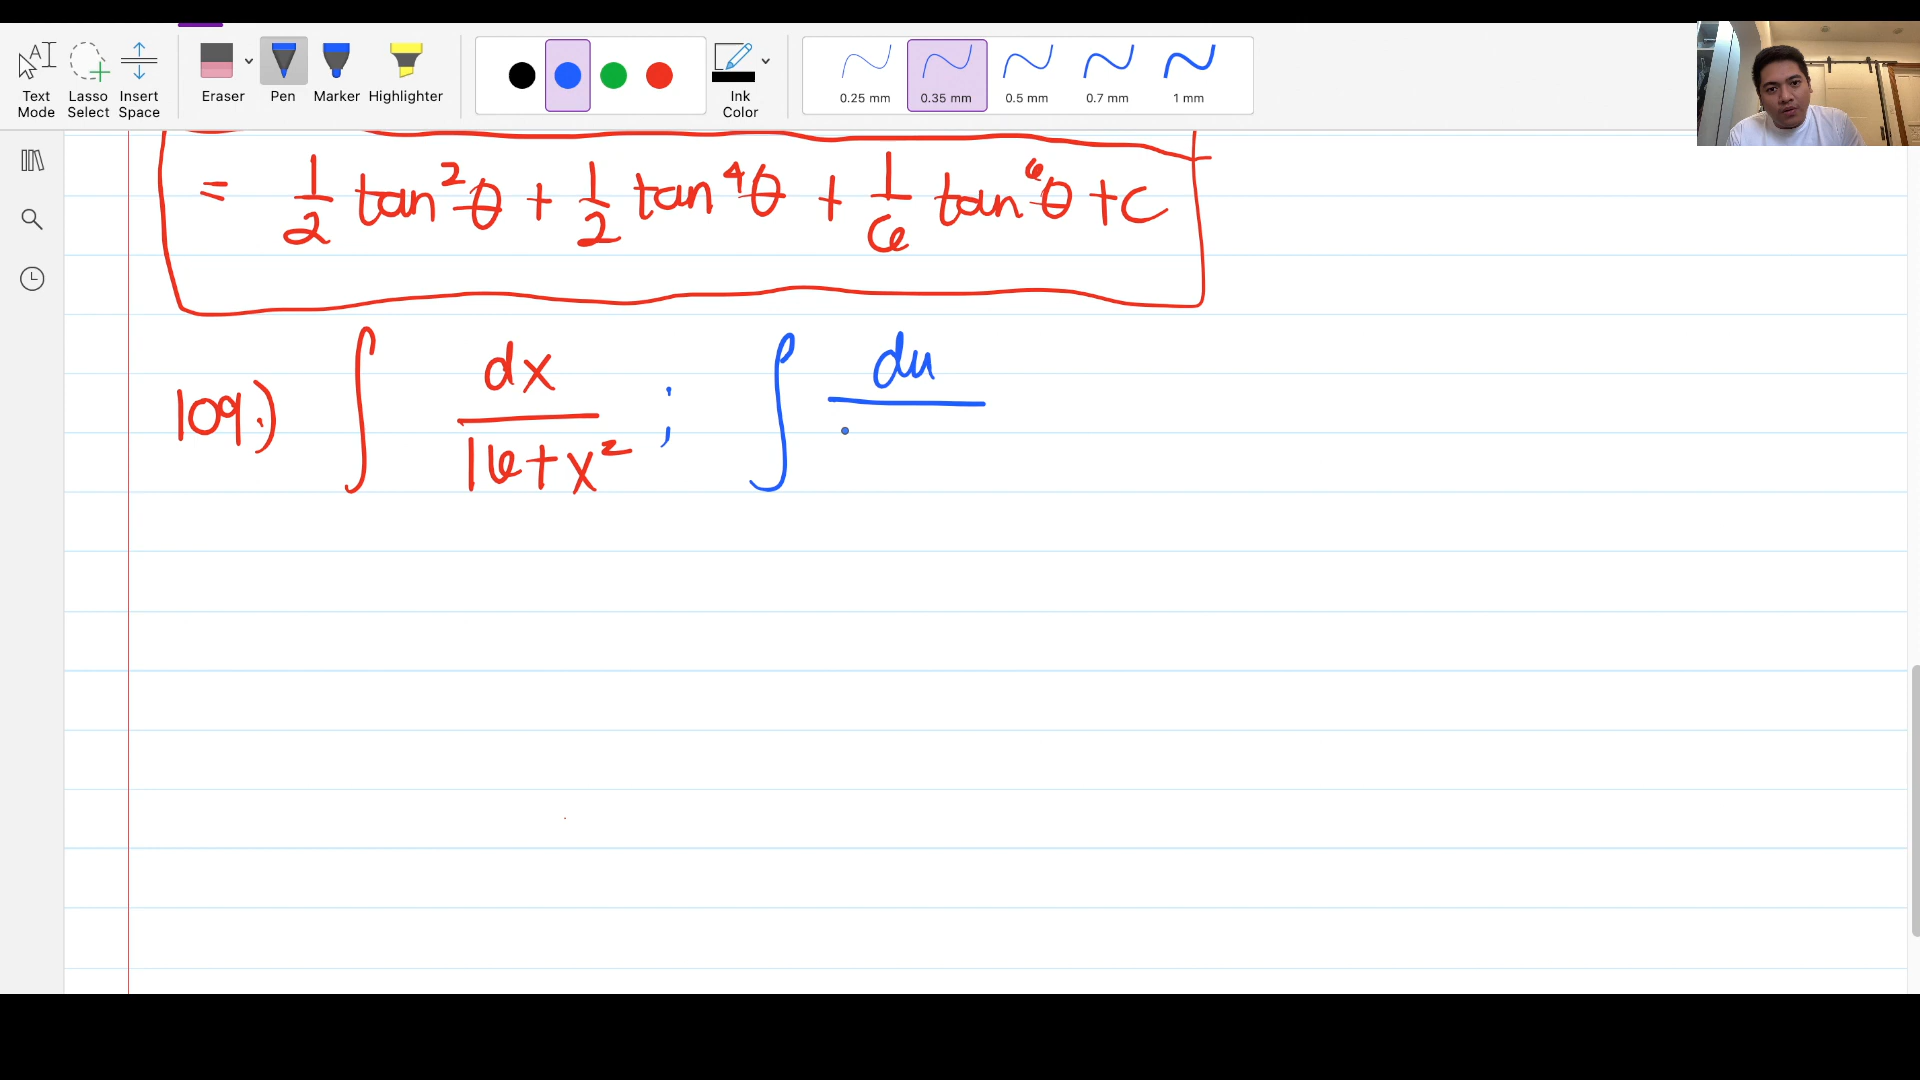 Text Mode
Lasso Select
Insert Space
Eraser
Pen
Marker
Highlighter
Ink Color
0.25 mm
0.35 mm
0.5 mm
0.7 mm
1 mm
= 1/2 tan²θ + 1/2 tan⁴θ + 1/6 tan⁶θ + C
109.) ∫ dx / 16+x² ; ∫ du